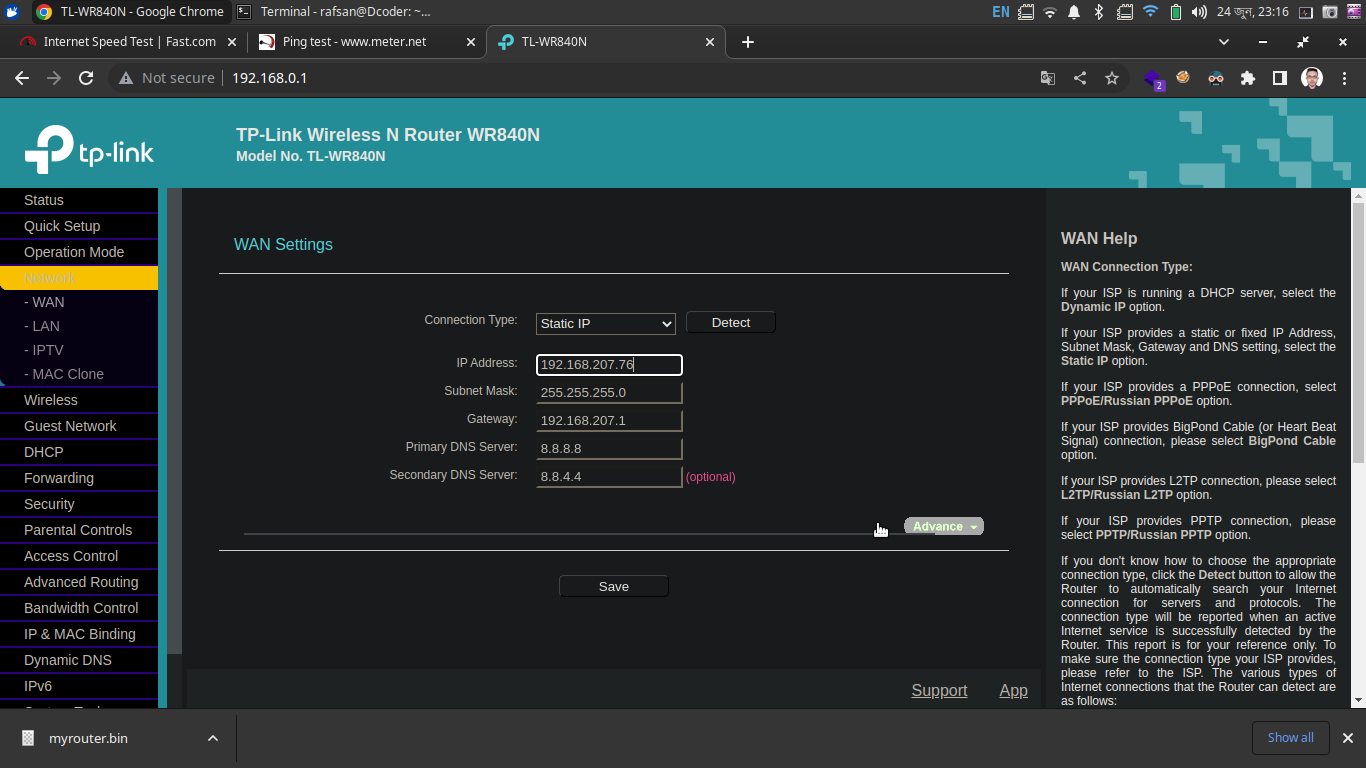 TL-WR840N - Google Chrome
Terminal - rafsan@Dcoder: ~...
EN
24 জুন, 23:16
Internet Speed Test | Fast.com
Ping test - www.meter.net
TL-WR840N
Not secure
192.168.0.1
2
tp-link
TP-Link Wireless N Router WR840N
Model No. TL-WR840N
Status
Quick Setup
Operation Mode
Network
- WAN
- LAN
- IPTV
- MAC Clone
Wireless
Guest Network
DHCP
Forwarding
Security
Parental Controls
Access Control
Advanced Routing
Bandwidth Control
IP & MAC Binding
Dynamic DNS
IPv6
WAN Settings
Connection Type: Static IP Detect
IP Address: 192.168.207.76
Subnet Mask: 255.255.255.0
Gateway: 192.168.207.1
Primary DNS Server: 8.8.8.8
Secondary DNS Server: 8.8.4.4 (optional)
Advance
Save
Support App
WAN Help
WAN Connection Type:
If your ISP is running a DHCP server, select the
Dynamic IP option.
If your ISP provides a static or fixed IP Address,
Subnet Mask, Gateway and DNS setting, select the
Static IP option.
If your ISP provides a PPPoE connection, select
PPPoE/Russian PPPoE option.
If your ISP provides BigPond Cable (or Heart Beat
Signal) connection, please select BigPond Cable
option.
If your ISP provides L2TP connection, please select
L2TP/Russian L2TP option.
If your ISP provides PPTP connection, please
select PPTP/Russian PPTP option.
If you don't know how to choose the appropriate
connection type, click the Detect button to allow the
Router to automatically search your Internet
connection for servers and protocols. The
connection type will be reported when an active
Internet service is successfully detected by the
Router. This report is for your reference only. To
make sure the connection type your ISP provides,
please refer to the ISP. The various types of
Internet connections that the Router can detect are
as follows:
myrouter.bin
Show all